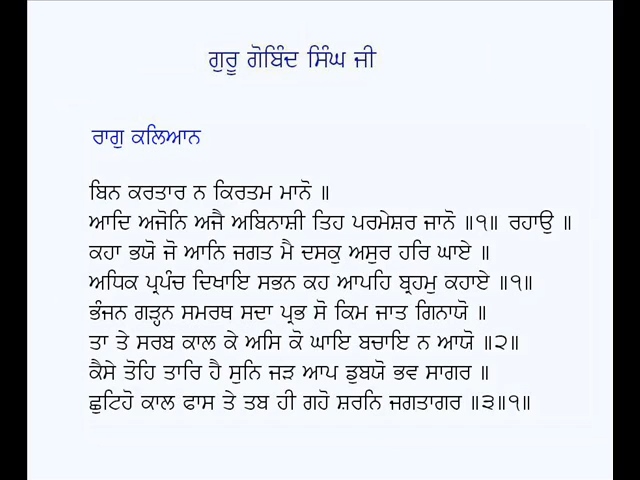 ਗੁਰੂ ਗੋਬਿੰਦ ਸਿੰਘ ਜੀ
ਰਾਗੁ ਕਲਿਆਨ
ਬਿਨ ਕਰਤਾਰ ਨ ਕਿਰਤਮ ਮਾਨੋ ॥
ਆਦਿ ਅਜੋਨਿ ਅਜੈ ਅਬਿਨਾਸ਼ੀ ਤਿਹ ਪਰਮੇਸ਼ਰ ਜਾਨੋ ॥੧॥ ਰਹਾਉ ॥
ਕਹਾ ਭਯੋ ਜੋ ਆਨਿ ਜਗਤ ਮੈ ਦਸਕੁ ਅਸੁਰ ਹਰਿ ਘਾਏ ॥
ਅਧਿਕ ਪ੍ਰਪੰਚ ਦਿਖਾਇ ਸਭਨ ਕਹ ਆਪਹਿ ਬ੍ਰਹਮੁ ਕਹਾਏ ॥੧॥
ਭੰਜਨ ਗੜ੍ਹਨ ਸਮਰਥ ਸਦਾ ਪ੍ਰਭ ਸੋ ਕਿਮ ਜਾਤ ਗਿਨਾਯੋ ॥
ਤਾ ਤੇ ਸਰਬ ਕਾਲ ਕੇ ਅਸਿ ਕੋ ਘਾਇ ਬਚਾਇ ਨ ਆਯੋ ॥੨॥
ਕੈਸੇ ਤੋਹਿ ਤਾਰਿ ਹੈ ਸੁਨਿ ਜੜ ਆਪ ਡੁਬਯੋ ਭਵ ਸਾਗਰ ॥
ਛੁਟਿਹੋ ਕਾਲ ਫਾਸ ਤੇ ਤਬ ਹੀ ਗਹੋ ਸ਼ਰਨਿ ਜਗਤਾਗਰ ॥੩॥੧॥